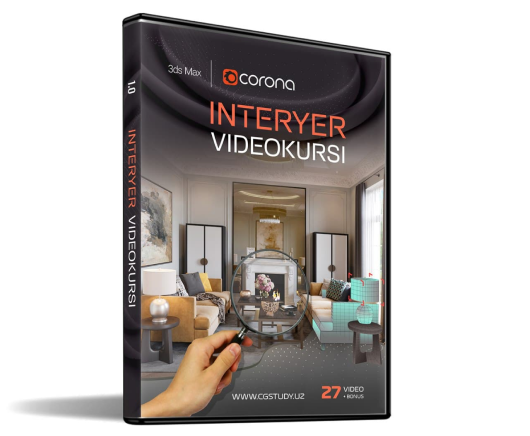 1.0
INTERYER VIDEOKURSI
3ds Max
corona
INTERYER
VIDEOKURSI
WWW.CGSTUDY.UZ
27 VIDEO
+ BONUS